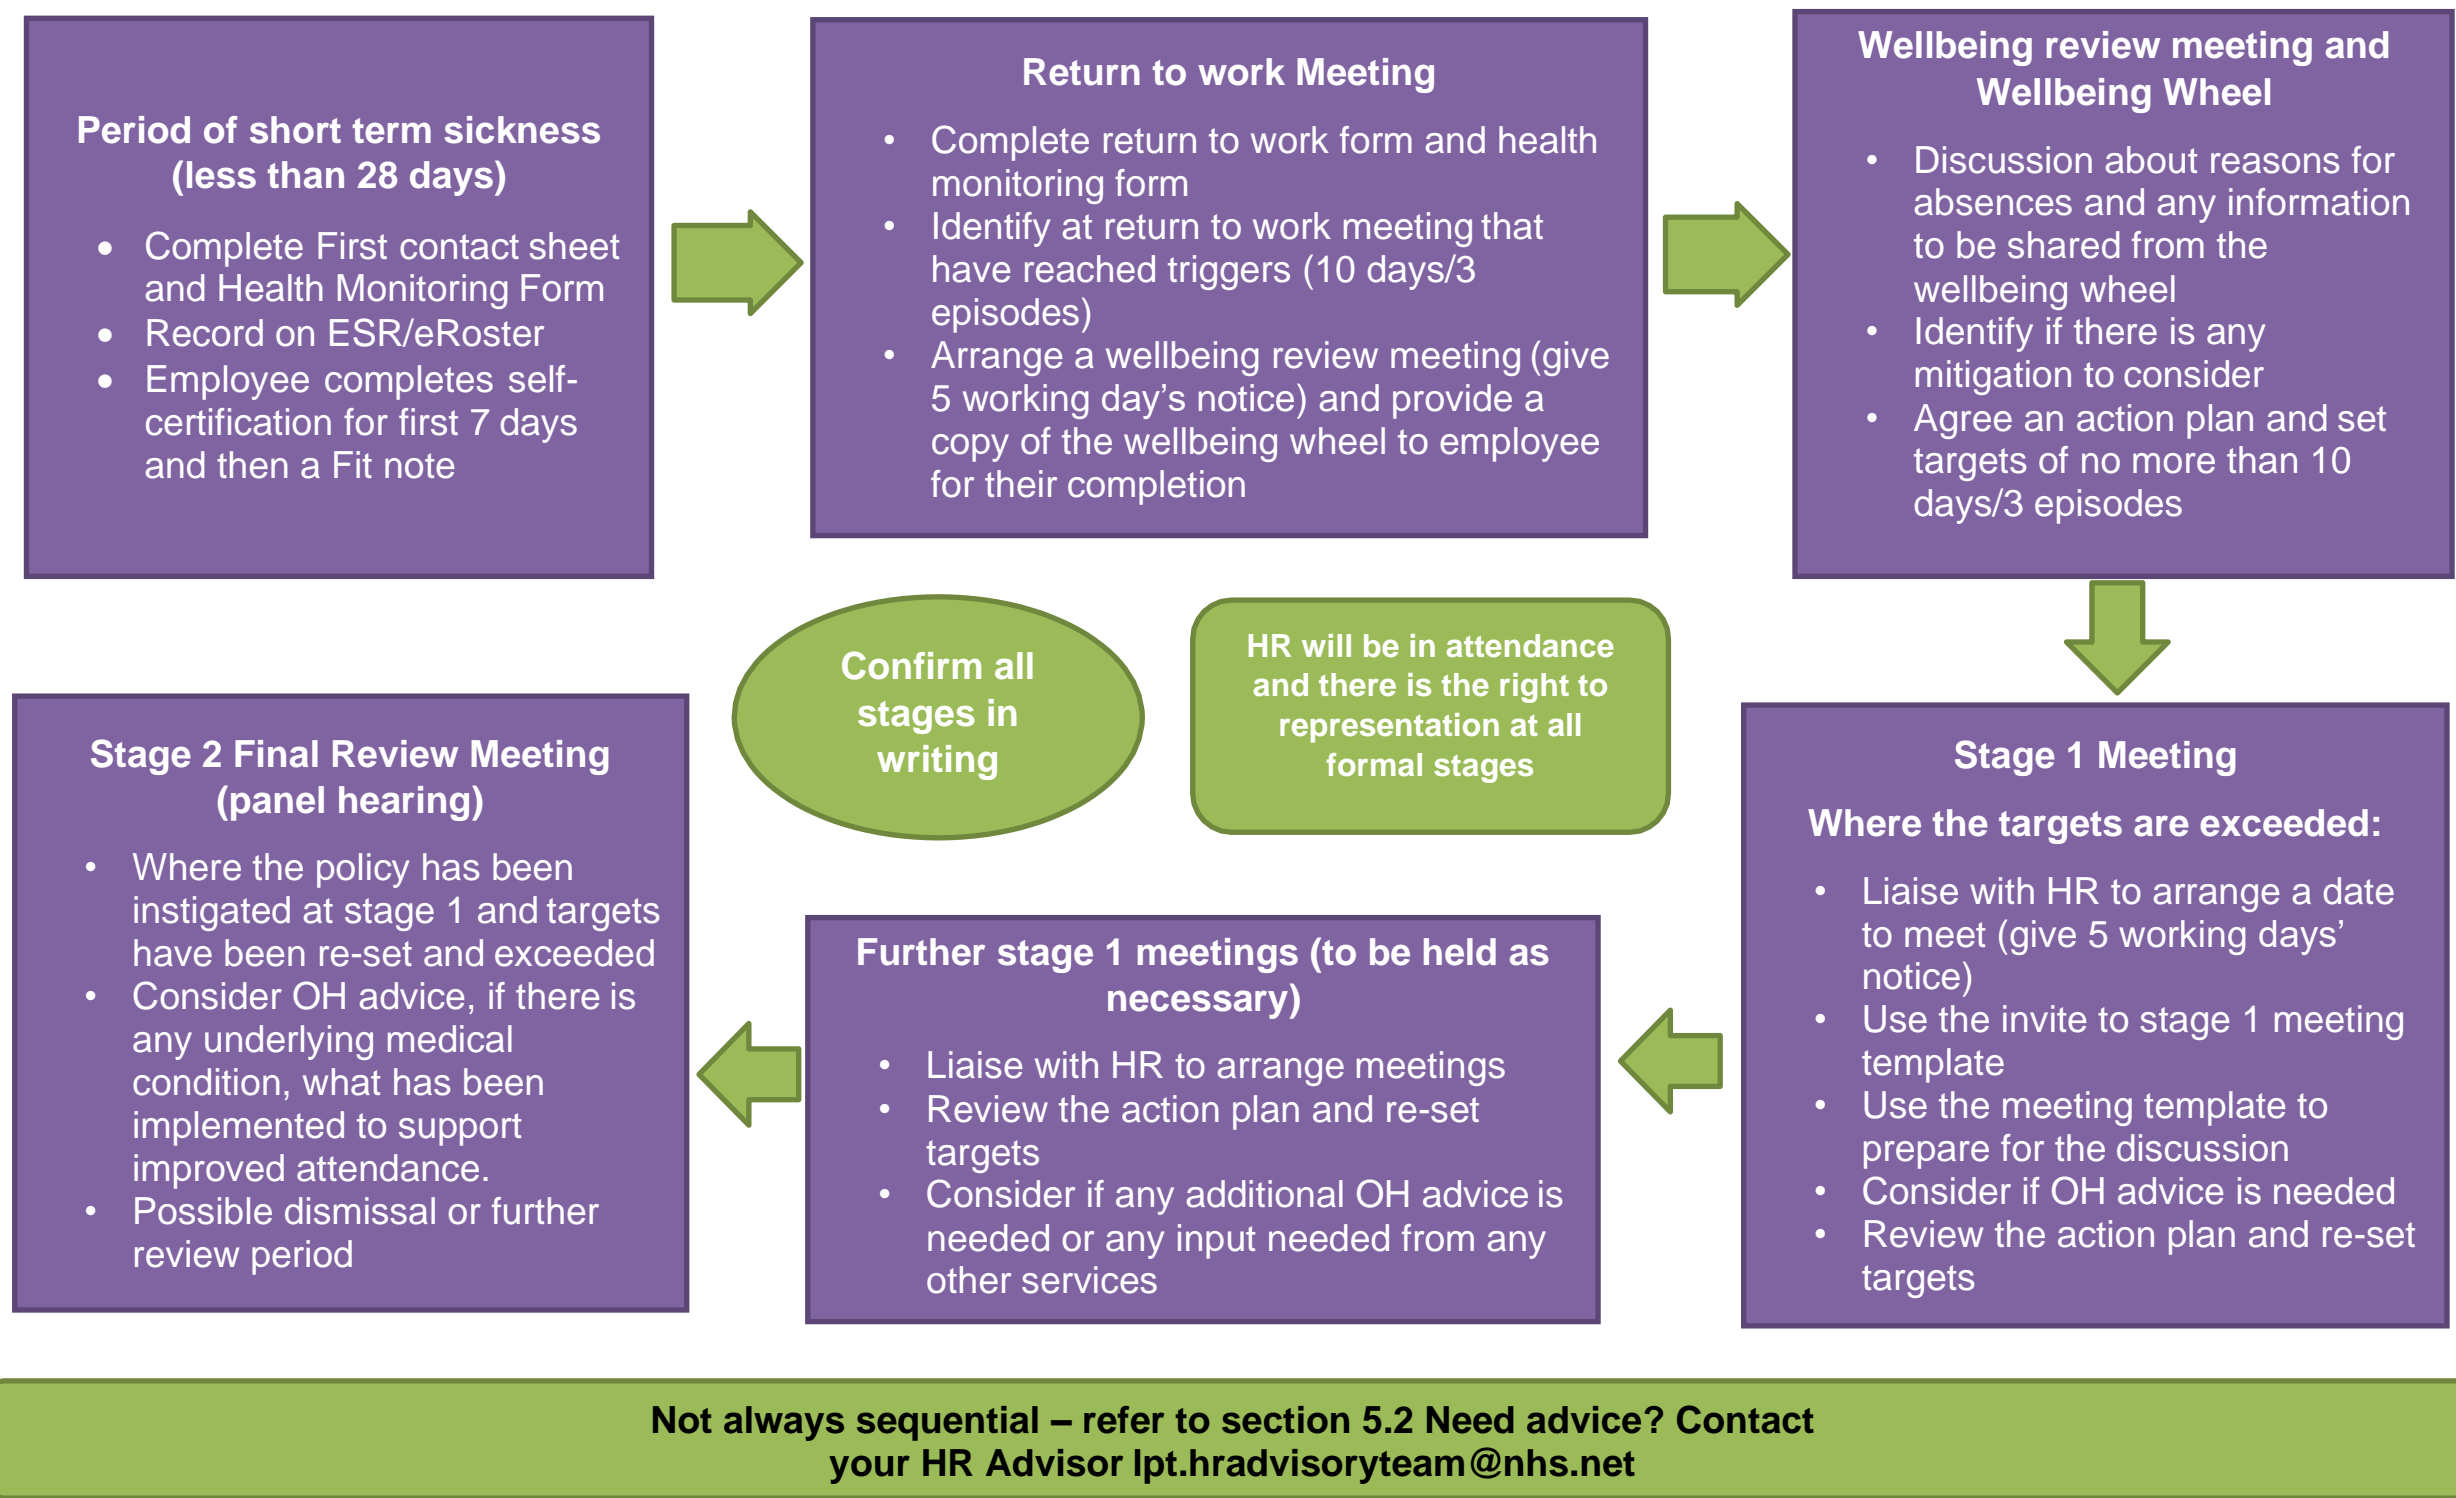 Period of short term sickness
(less than 28 days)
• Complete First contact sheet
and Health Monitoring Form
• Record on ESR/eRoster
• Employee completes self-
certification for first 7 days
and then a Fit note
Return to work Meeting
• Complete return to work form and health
monitoring form
• Identify at return to work meeting that
have reached triggers (10 days/3
episodes)
• Arrange a wellbeing review meeting (give
5 working day’s notice) and provide a
copy of the wellbeing wheel to employee
for their completion
Wellbeing review meeting and
Wellbeing Wheel
• Discussion about reasons for
absences and any information
to be shared from the
wellbeing wheel
• Identify if there is any
mitigation to consider
• Agree an action plan and set
targets of no more than 10
days/3 episodes
Confirm all
stages in
writing
HR will be in attendance
and there is the right to
representation at all
formal stages
Stage 1 Meeting
Where the targets are exceeded:
• Liaise with HR to arrange a date
to meet (give 5 working days’
notice)
• Use the invite to stage 1 meeting
template
• Use the meeting template to
prepare for the discussion
• Consider if OH advice is needed
• Review the action plan and re-set
targets
Further stage 1 meetings (to be held as
necessary)
• Liaise with HR to arrange meetings
• Review the action plan and re-set
targets
• Consider if any additional OH advice is
needed or any input needed from any
other services
Stage 2 Final Review Meeting
(panel hearing)
• Where the policy has been
instigated at stage 1 and targets
have been re-set and exceeded
• Consider OH advice, if there is
any underlying medical
condition, what has been
implemented to support
improved attendance.
• Possible dismissal or further
review period
Not always sequential – refer to section 5.2 Need advice? Contact
your HR Advisor lpt.hradvisoryteam@nhs.net